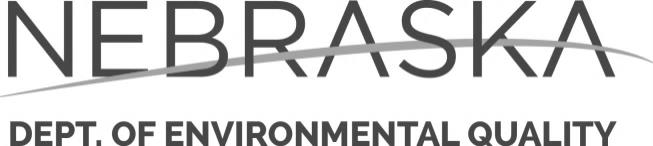 NEBRASKA
DEPT. OF ENVIRONMENTAL QUALITY